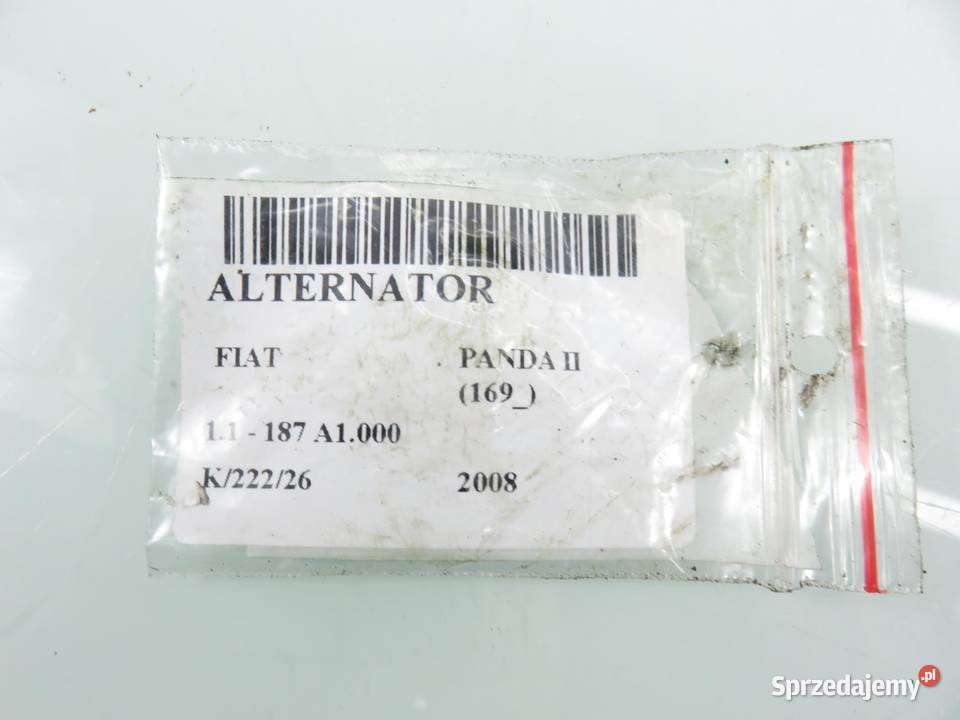 ALTERNATOR
FIAT PANDA II
(169_)
1.1 - 187 A1.000
K/222/26 2008
Sprzedajemy.pl